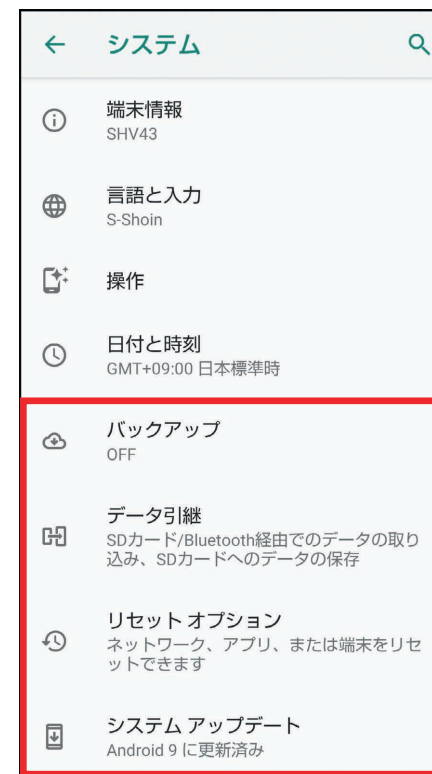 システム
端末情報
SHV43
言語と入力
S-Shoin
操作
日付と時刻
GMT+09:00 日本標準時
バックアップ
OFF
データ引継
SDカード/Bluetooth経由でのデータの取り
込み、SDカードへのデータの保存
リセット オプション
ネットワーク、アプリ、または端末をリセ
ットできます
システム アップデート
Android 9 に更新済み